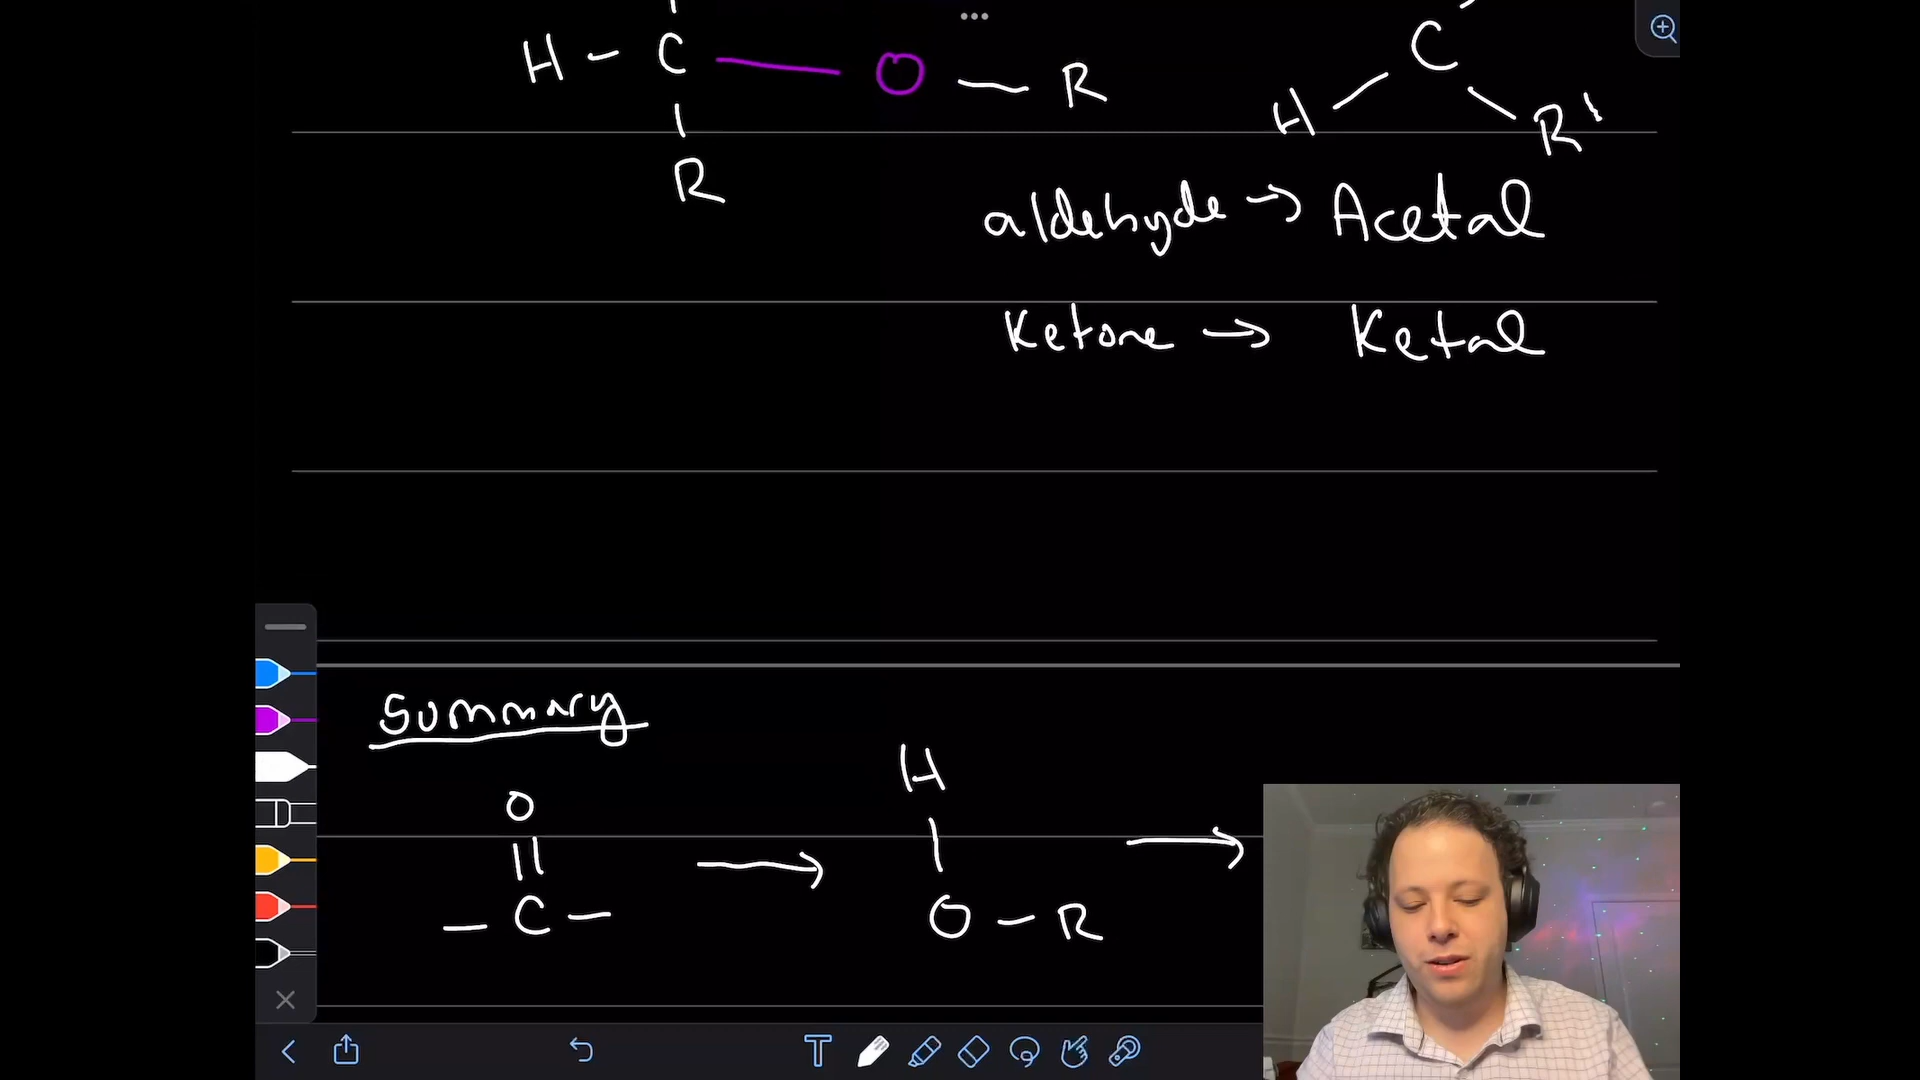 H - C — O - R
C
H
R'
R
aldehyde → Acetal
Ketone → Ketal
Summary
H
O
→
→
- C -
O - R
T